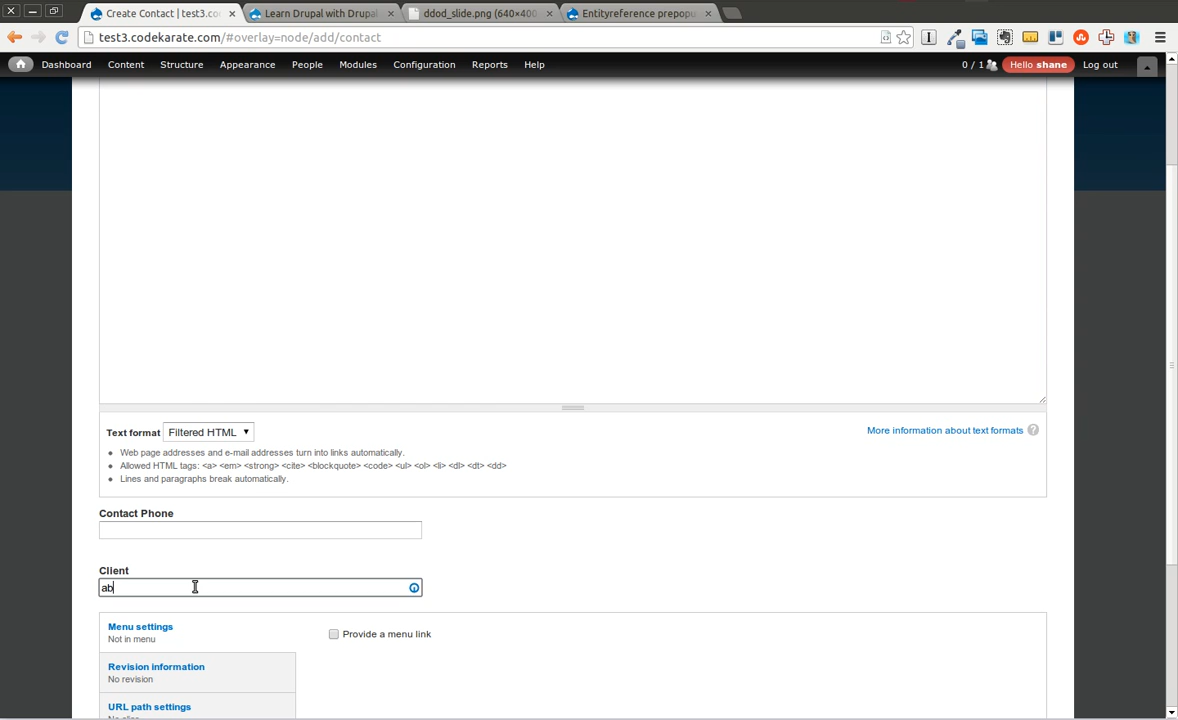 Create Contact | test3.co
Learn Drupal with Drupal
ddod_slide.png (640×400
Entityreference prepopu
test3.codekarate.com/#overlay=node/add/contact
Dashboard Content Structure Appearance People Modules Configuration Reports Help 0 / 1 Hello shane Log out
Text format Filtered HTML More information about text formats ?
Web page addresses and e-mail addresses turn into links automatically.
Allowed HTML tags: <a> <em> <strong> <cite> <blockquote> <code> <ul> <ol> <li> <dl> <dt> <dd>
Lines and paragraphs break automatically.
Contact Phone
Client
ab
Menu settings
Not in menu
Provide a menu link
Revision information
No revision
URL path settings
No alias